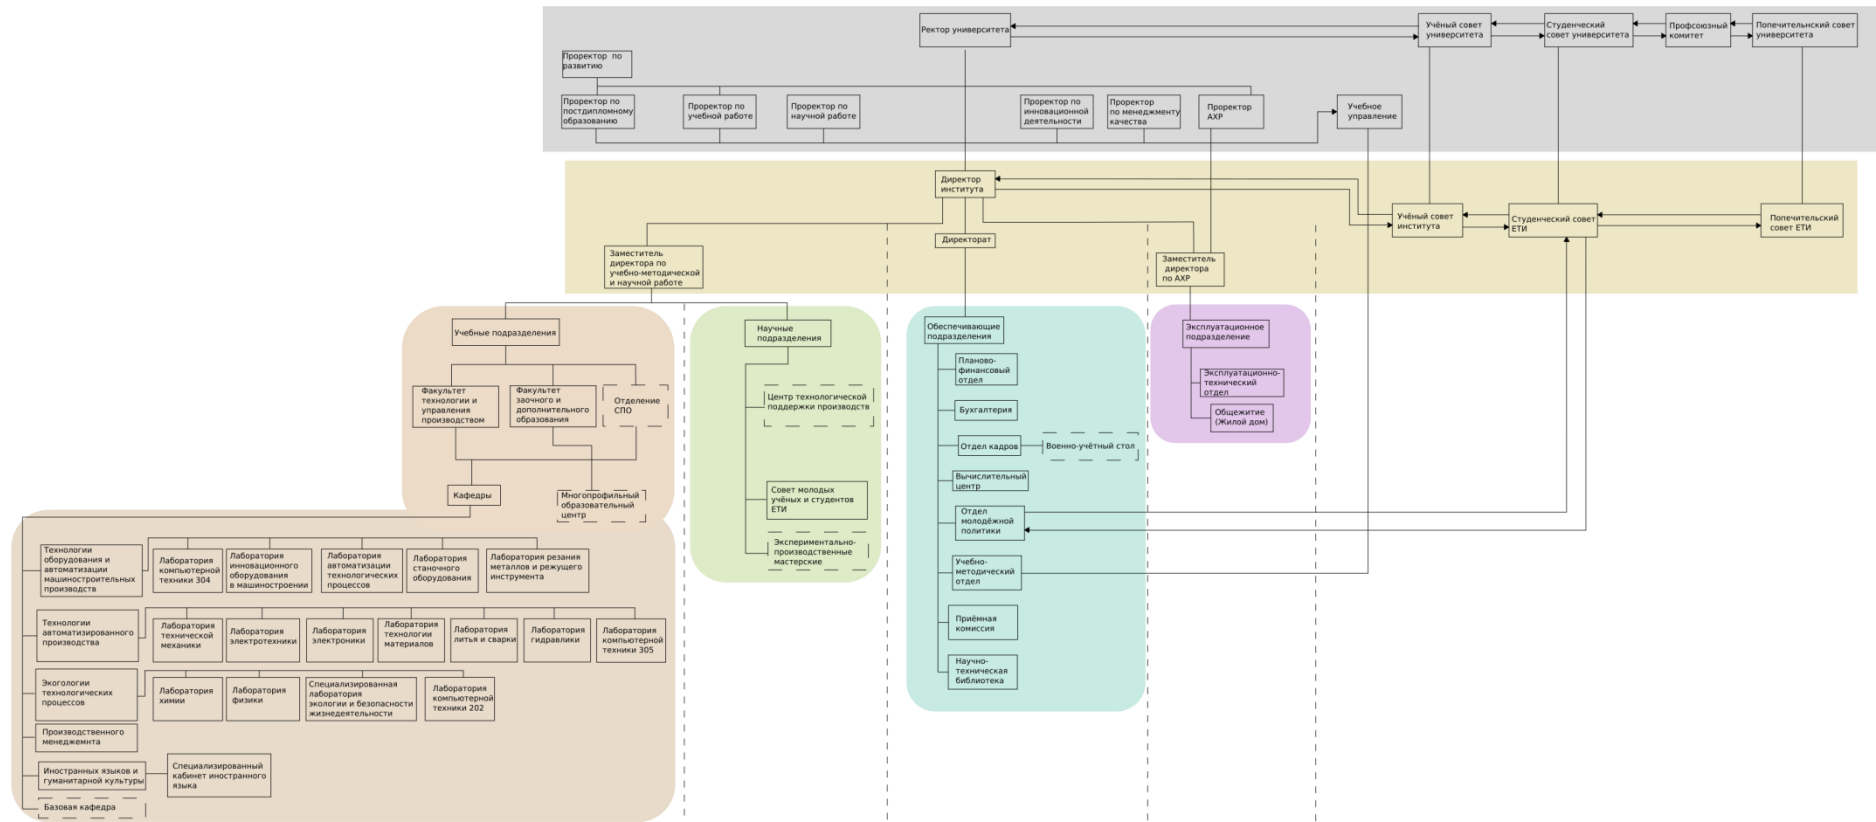 Ректор университета
Учёный совет
университета
Студенческий
совет университета
Профсоюзный
комитет
Попечительнский совет
университета
Проректор по
развитию
Проректор по
постдипломному
образованию
Проректор по
учебной работе
Проректор по
научной работе
Проректор по
инновационной
деятельности
Проректор
по менеджменту
качества
Проректор
АХР
Учебное
управление
Директор
института
Учёный совет
института
Студенческий совет
ЕТИ
Попечительский
совет ЕТИ
Директорат
Заместитель
директора по
учебно-методической
и научной работе
Заместитель
директора
по АХР
Учебные подразделения
Факультет
технологии и
управления
производством
Факультет
заочного и
дополнительного
образования
Отделение
СПО
Кафедры
Многопрофильный
образовательный
центр
Научные
подразделения
Центр технологической
поддержки производств
Совет молодых
учёных и студентов
ЕТИ
Экспериментально-
производственные
мастерские
Обеспечивающие
подразделения
Планово-
финансовый
отдел
Бухгалтерия
Отдел кадров
Военно-учётный стол
Вычислительный
центр
Отдел
молодёжной
политики
Учебно-
методический
отдел
Приёмная
комиссия
Научно-
техническая
библиотека
Эксплуатационное
подразделение
Эксплуатационно-
технический
отдел
Общежитие
(Жилой дом)
Технологии
оборудования и
автоматизации
машиностроительных
производств
Лаборатория
компьютерной
техники 304
Лаборатория
инновационного
оборудования
в машиностроении
Лаборатория
автоматизации
технологических
процессов
Лаборатория
станочного
оборудования
Лаборатория резания
металлов и режущего
инструмента
Технологии
автоматизированного
производства
Лаборатория
технической
механики
Лаборатория
электротехники
Лаборатория
электроники
Лаборатория
технологии
материалов
Лаборатория
литья и сварки
Лаборатория
гидравлики
Лаборатория
компьютерной
техники 305
Экогологии
технологических
процессов
Лаборатория
химии
Лаборатория
физики
Специализированная
лаборатория
экологии и безопасности
жизнедеятельности
Лаборатория
компьютерной
техники 202
Производственного
менеджемнта
Иностранных языков и
гуманитарной культуры
Специализированный
кабинет иностранного
языка
Базовая кафедра